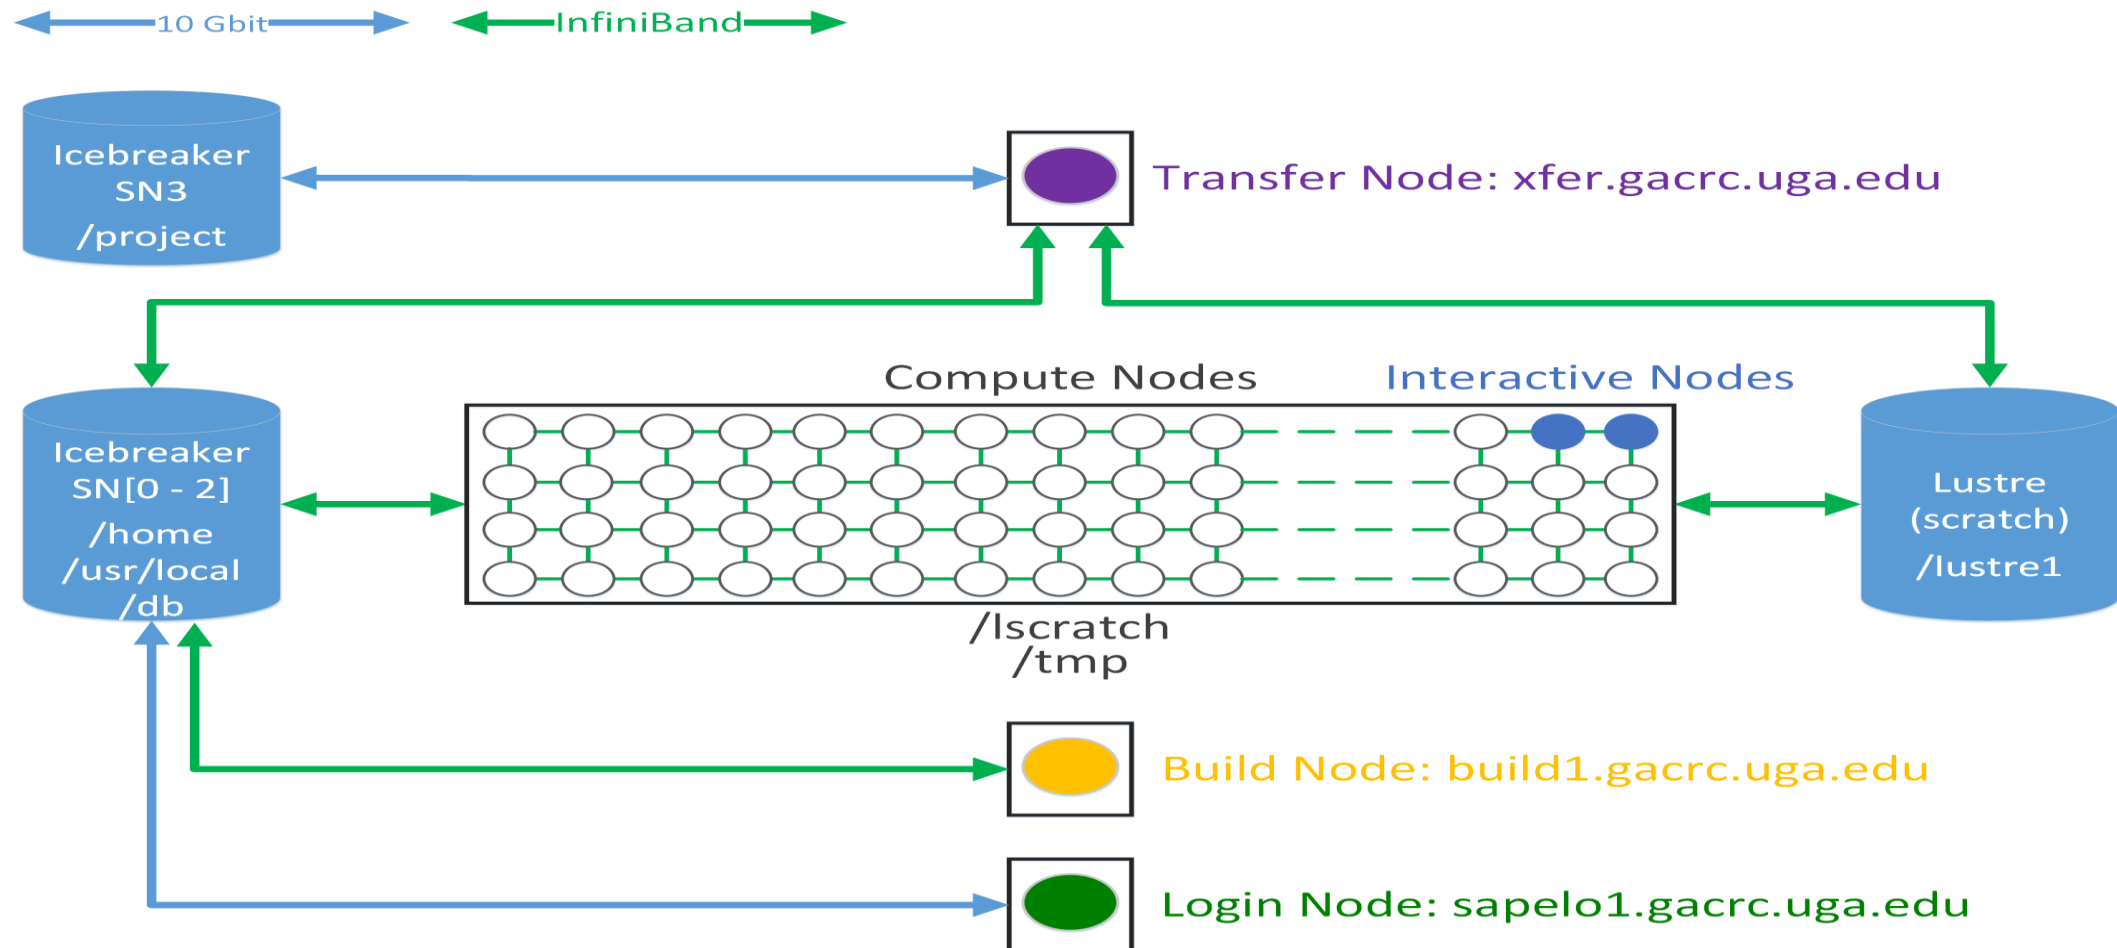 10 Gbit
InfiniBand
Icebreaker
SN3
/project
Transfer Node: xfer.gacrc.uga.edu
Compute Nodes
Interactive Nodes
Icebreaker
SN[0 - 2]
/home
/usr/local
/db
Lustre
(scratch)
/lustre1
/lscratch
/tmp
Build Node: build1.gacrc.uga.edu
Login Node: sapelo1.gacrc.uga.edu